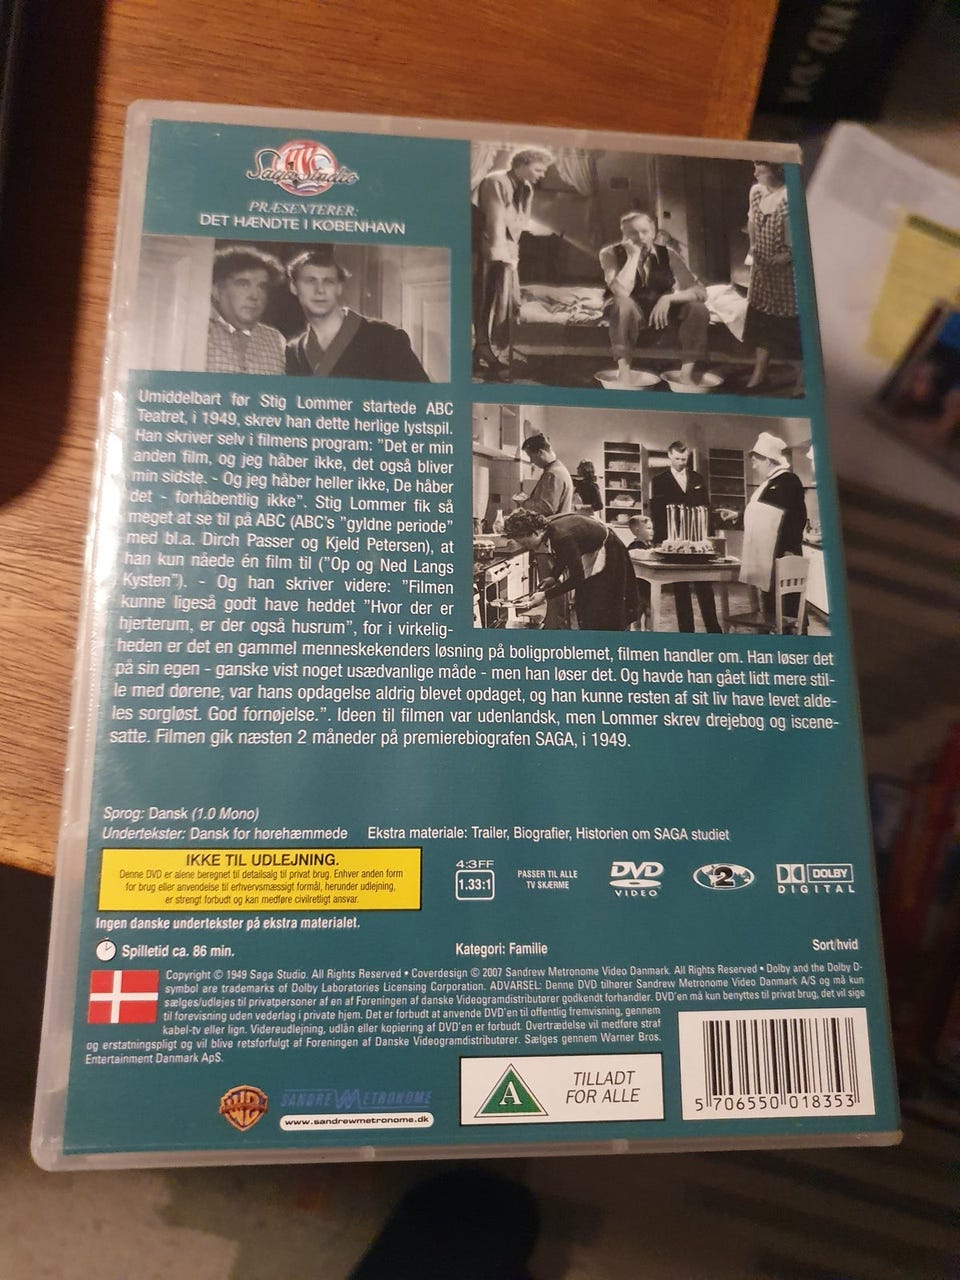 Saga Studio
PRÆSENTERER:
DET HÆNDTE I KØBENHAVN
Umiddelbart før Stig Lommer startede ABC
Teatret, i 1949, skrev han dette herlige lystspil.
Han skriver selv i filmens program: "Det er min
anden film, og jeg håber ikke, det også bliver
min sidste. - Og jeg håber heller ikke, De håber
det - forhåbentlig ikke". Stig Lommer fik så
meget at se til på ABC (ABC's "gyldne periode"
med bl.a. Dirch Passer og Kjeld Petersen), at
han kun nåede én film til ("Op og Ned Langs
Kysten"). - Og han skriver videre: "Filmen
kunne ligeså godt have heddet "Hvor der er
hjerterum, er der også husrum", for i virkelig-
heden er det en gammel menneskekenders løsning på boligproblemet, filmen handler om. Han løser det
på sin egen - ganske vist noget usædvanlige måde - men han løser det. Og havde han gået lidt mere stil-
le med dørene, var hans opdagelse aldrig blevet opdaget, og han kunne resten af sit liv have levet alde-
les sorgløst. God fornøjelse.". Ideen til filmen var udenlandsk, men Lommer skrev drejebog og iscene-
satte. Filmen gik næsten 2 måneder på premierebiografen SAGA, i 1949.
Sprog: Dansk (1.0 Mono)
Undertekster: Dansk for hørehæmmede Ekstra materiale: Trailer, Biografier, Historien om SAGA studiet
IKKE TIL UDLEJNING.
Denne DVD er alene beregnet til detailsalg til privat brug. Enhver anden form
for brug eller anvendelse til erhvervsmæssigt formål, herunder udlejning,
er strengt forbudt og kan medføre civilretligt ansvar.
4:3FF
1.33:1
PASSER TIL ALLE
TV SKJERME
DVD
VIDEO
2
DOLBY
DIGITAL
Ingen danske undertekster på ekstra materialet.
Spilletid ca. 86 min.
Kategori: Familie
Sort/hvid
Copyright © 1949 Saga Studio. All Rights Reserved • Coverdesign © 2007 Sandrew Metronome Video Danmark. All Rights Reserved • Dolby and the Dolby D-
symbol are trademarks of Dolby Laboratories Licensing Corporation. ADVARSEL: Denne DVD tilhører Sandrew Metronome Video Danmark A/S og må kun
sælges/udlejes til privatpersoner af en af Foreningen af danske Videogramdistributører godkendt forhandler. DVD'en må kun benyttes til privat brug, det vil sige
til forevisning uden vederlag i private hjem. Det er forbudt at anvende DVD'en til offentlig fremvisning, gennem
kabel-tv eller lign. Videreudlejning, udlån eller kopiering af DVD'en er forbudt. Overtrædelse vil medføre straf
og erstatningspligt og vil blive retsforfulgt af Foreningen af Danske Videogramdistributører. Sælges gennem Warner Bros.
Entertainment Danmark ApS.
WB
SANDREW METRONOME
www.sandrewmetronome.dk
A
TILLADT
FOR ALLE
5 706550 018353